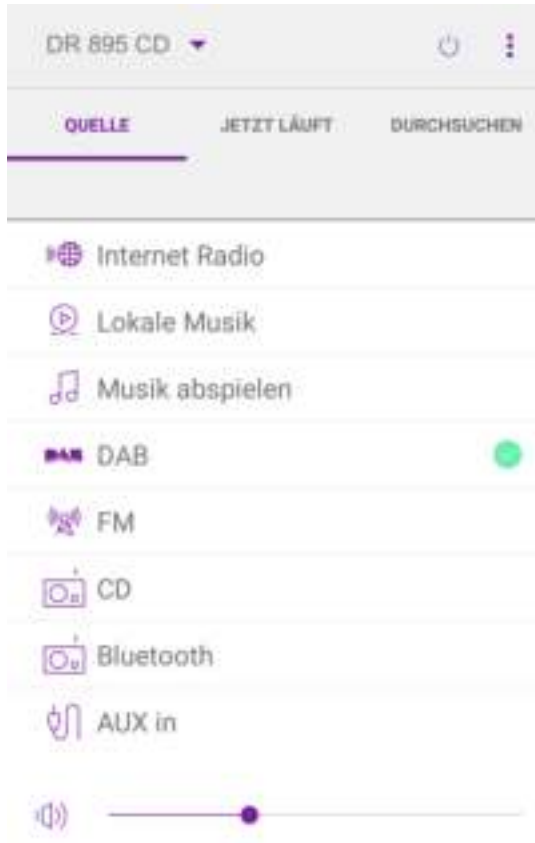 DR 895 CD
QUELLE JETZT LÄUFT DURCHSUCHEN
Internet Radio
Lokale Musik
Musik abspielen
DAB DAB
FM
CD
Bluetooth
AUX in